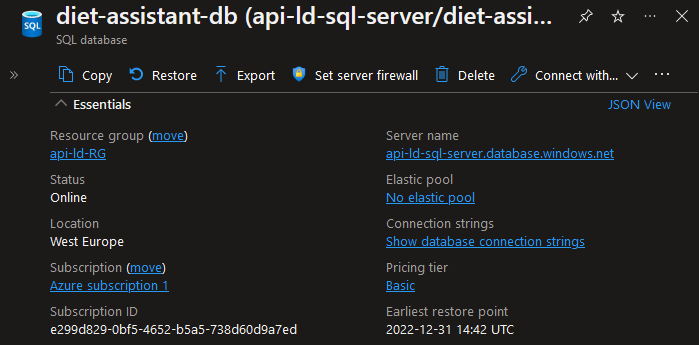 diet-assistant-db (api-ld-sql-server/diet-assi...
SQL
SQL database
Copy Restore Export Set server firewall Delete Connect with... ...
Essentials JSON View
Resource group (move) Server name
api-ld-RG api-ld-sql-server.database.windows.net
Status Elastic pool
Online No elastic pool
Location Connection strings
West Europe Show database connection strings
Subscription (move) Pricing tier
Azure subscription 1 Basic
Subscription ID Earliest restore point
e299d829-0bf5-4652-b5a5-738d60d9a7ed 2022-12-31 14:42 UTC